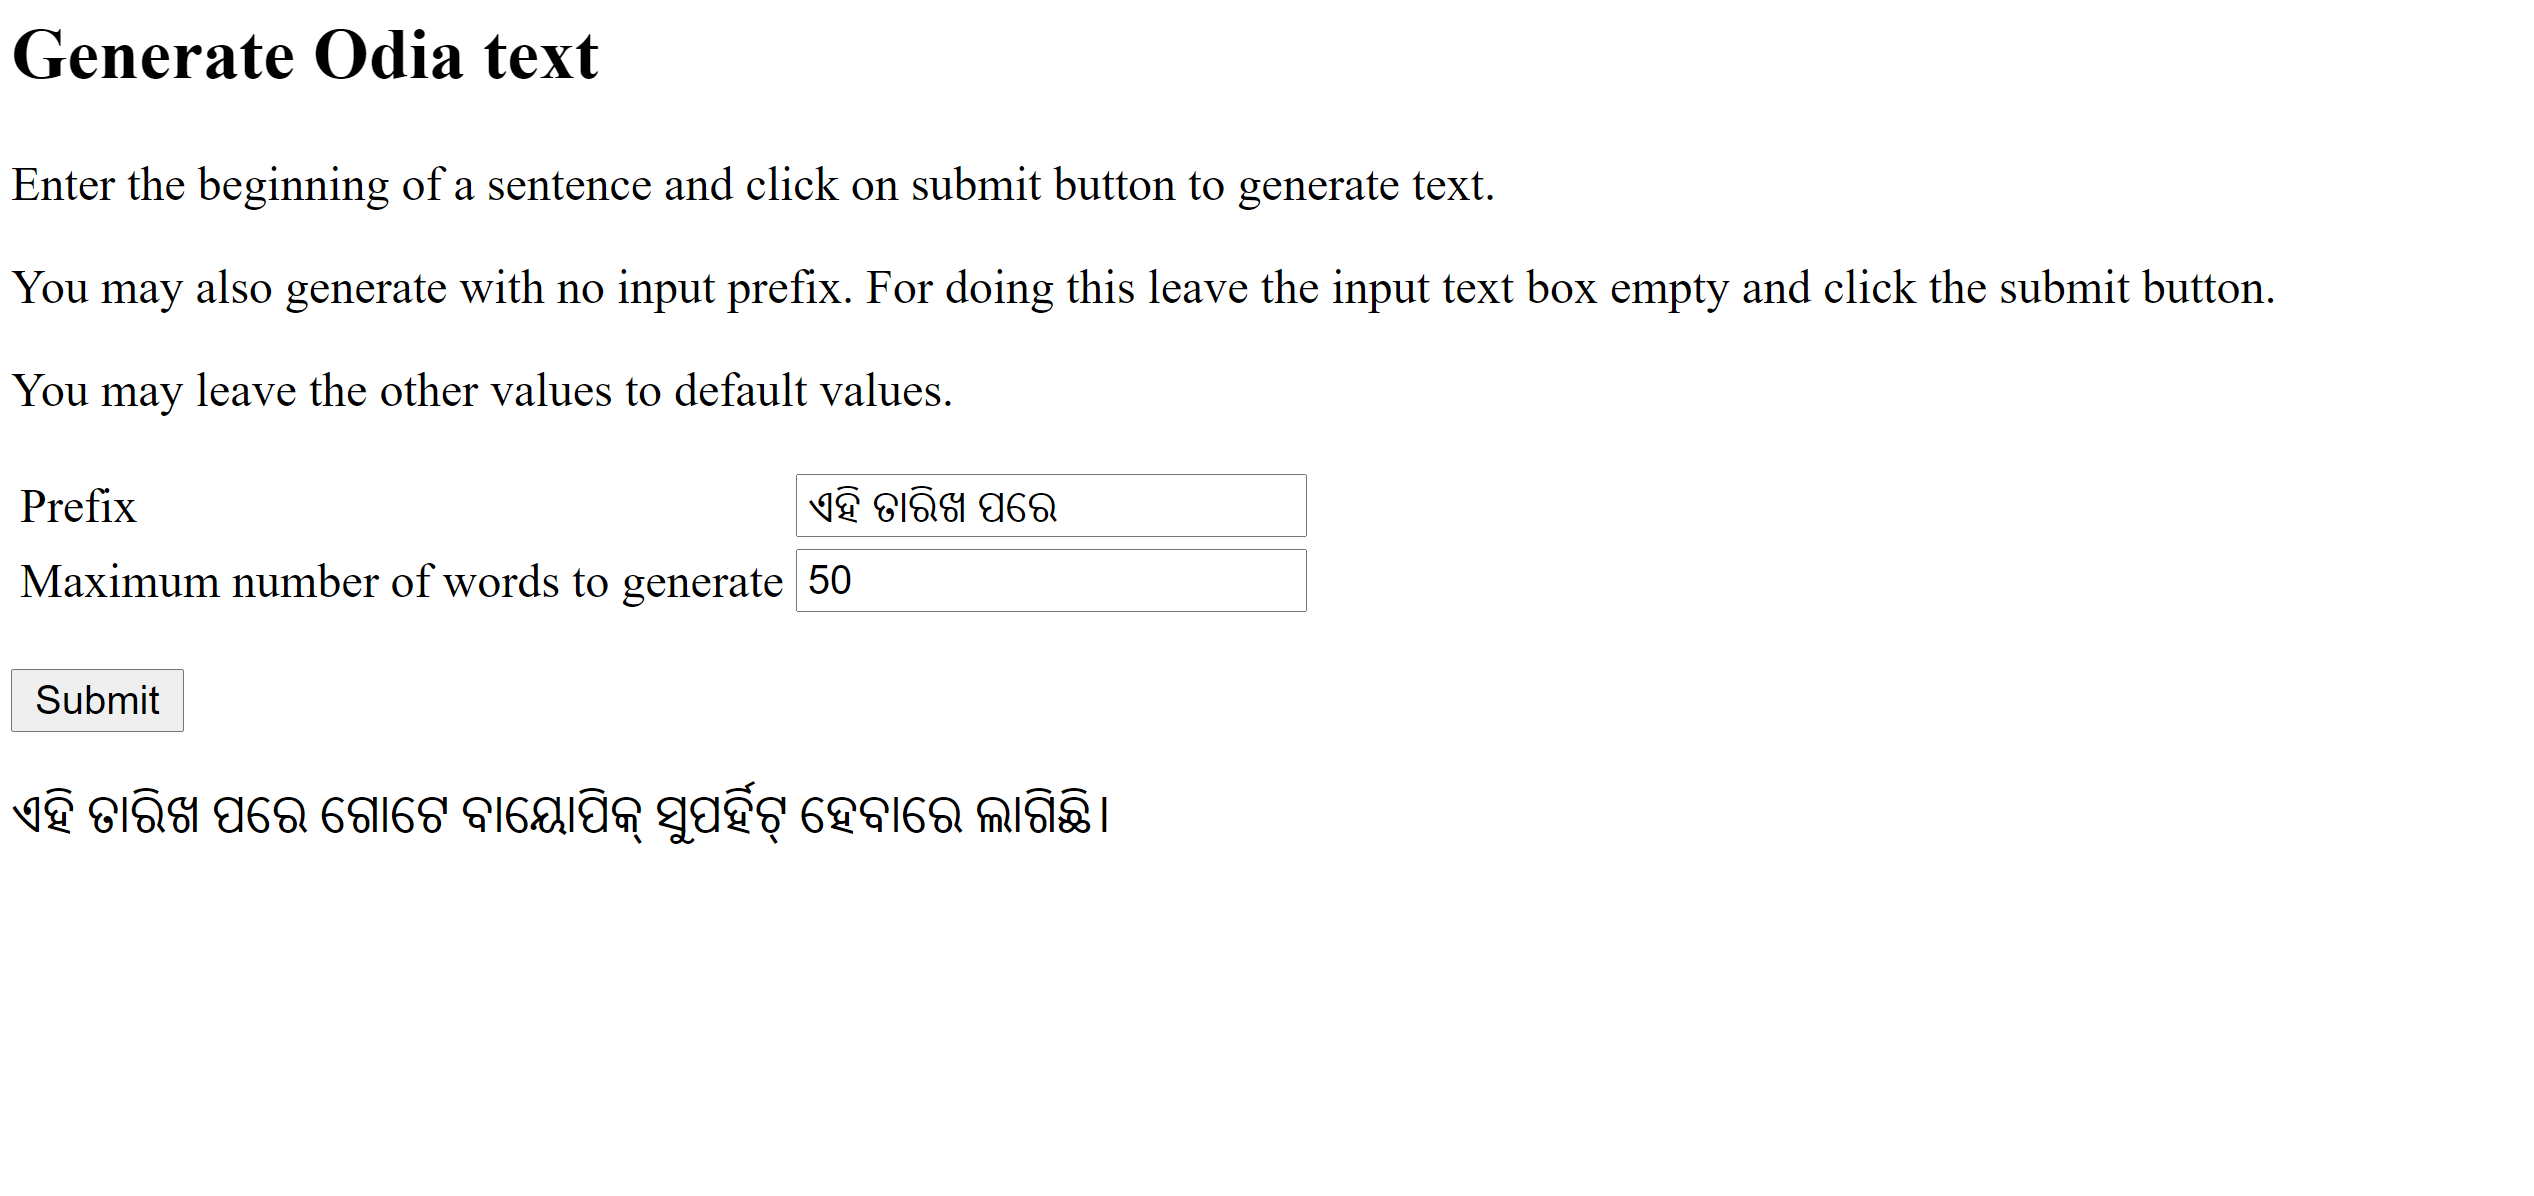 Generate Odia text
Enter the beginning of a sentence and click on submit button to generate text.
You may also generate with no input prefix. For doing this leave the input text box empty and click the submit button.
You may leave the other values to default values.
Prefix ଏହି ତାରିଖ ପରେ
Maximum number of words to generate 50
Submit
ଏହି ତାରିଖ ପରେ ଗୋଟେ ବାୟୋପିକ୍ ସୁପର୍ହିଟ୍ ହେବାରେ ଲାଗିଛି।